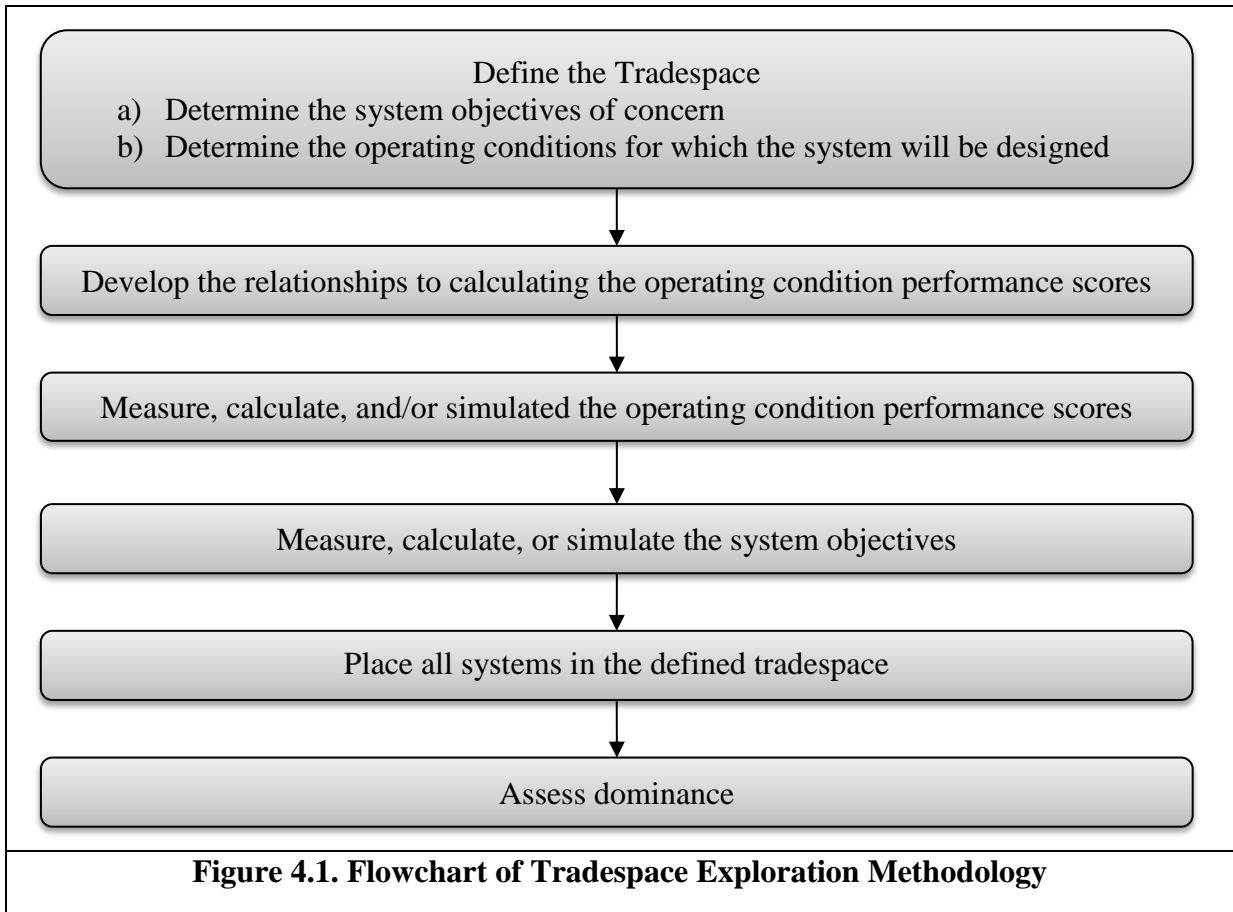 Define the Tradespace
a) Determine the system objectives of concern
b) Determine the operating conditions for which the system will be designed
Develop the relationships to calculating the operating condition performance scores
Measure, calculate, and/or simulated the operating condition performance scores
Measure, calculate, or simulate the system objectives
Place all systems in the defined tradespace
Assess dominance
Figure 4.1. Flowchart of Tradespace Exploration Methodology